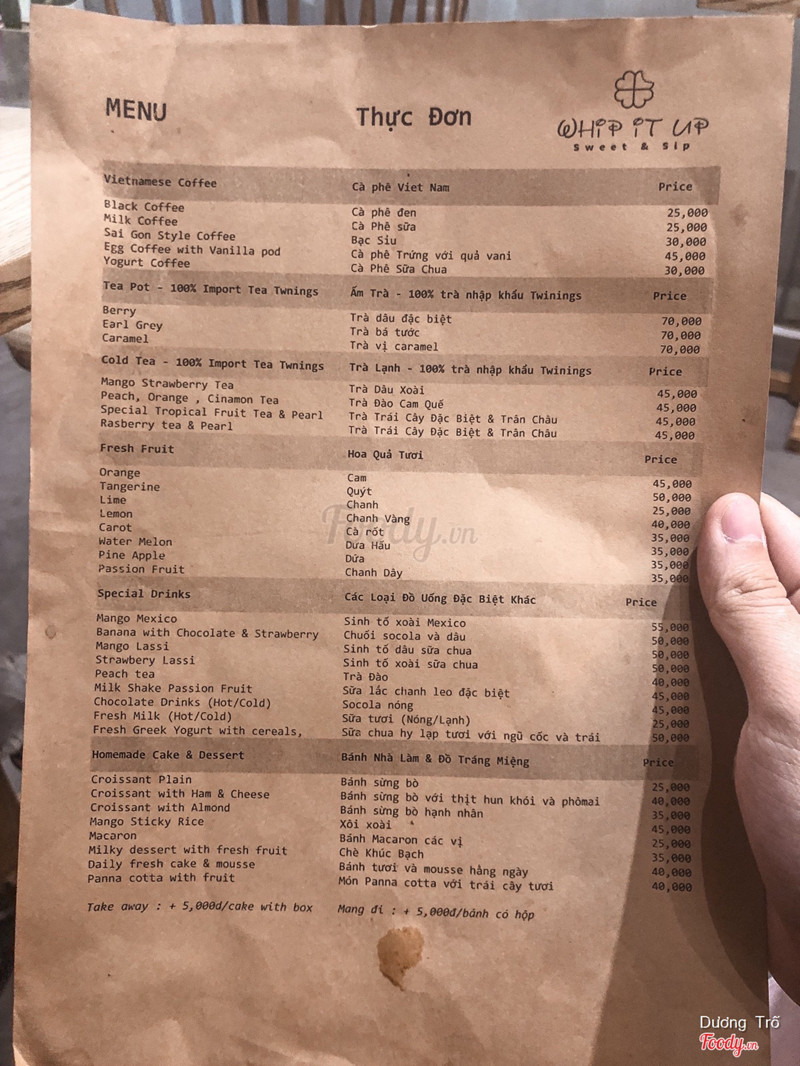 MENU Thực Đơn WHIP IT UP
Sweet & Sip
Vietnamese Coffee Cà phê Viet Nam Price
Black Coffee Cà phê đen 25,000
Milk Coffee Cà Phê sữa 25,000
Sai Gon Style Coffee Bạc Siu 30,000
Egg Coffee with Vanilla pod Cà phê Trứng với quả vani 45,000
Yogurt Coffee Cà Phê Sữa Chua 30,000
Tea Pot - 100% Import Tea Twnings Ấm Trà - 100% trà nhập khẩu Twinings Price
Berry Trà dâu đặc biệt 70,000
Earl Grey Trà bá tước 70,000
Caramel Trà vị caramel 70,000
Cold Tea - 100% Import Tea Twnings Trà Lạnh - 100% trà nhập khẩu Twinings Price
Mango Strawberry Tea Trà Dâu Xoài 45,000
Peach, Orange , Cinamon Tea Trà Đào Cam Quế 45,000
Special Tropical Fruit Tea & Pearl Trà Trái Cây Đặc Biệt & Trân Châu 45,000
Rasberry tea & Pearl Trà Trái Cây Đặc Biệt & Trân Châu 45,000
Fresh Fruit Hoa Quả Tươi Price
Orange Cam 45,000
Tangerine Quýt 50,000
Lime Chanh 25,000
Lemon Chanh Vàng 40,000
Carot Cà rốt 35,000
Water Melon Dưa Hấu 35,000
Pine Apple Dứa 35,000
Passion Fruit Chanh Dây 35,000
Foody.vn
Special Drinks Các Loại Đồ Uống Đặc Biệt Khác Price
Mango Mexico Sinh tố xoài Mexico 55,000
Banana with Chocolate & Strawberry Chuối socola và dâu 50,000
Mango Lassi Sinh tố dâu sữa chua 50,000
Strawbery Lassi Sinh tố xoài sữa chua 50,000
Peach tea Trà Đào 40,000
Milk Shake Passion Fruit Sữa lắc chanh leo đặc biệt 45,000
Chocolate Drinks (Hot/Cold) Socola nóng 45,000
Fresh Milk (Hot/Cold) Sữa tươi (Nóng/Lạnh) 25,000
Fresh Greek Yogurt with cereals, Sữa chua hy lạp tươi với ngũ cốc và trái 50,000
Homemade Cake & Dessert Bánh Nhà Làm & Đồ Tráng Miệng Price
Croissant Plain Bánh sừng bò 25,000
Croissant with Ham & Cheese Bánh sừng bò với thịt hun khói và phômai 40,000
Croissant with Almond Bánh sừng bò hạnh nhân 35,000
Mango Sticky Rice Xôi xoài 45,000
Macaron Bánh Macaron các vị 25,000
Milky dessert with fresh fruit Chè Khúc Bạch 35,000
Daily fresh cake & mousse Bánh tươi và mousse hằng ngày 40,000
Panna cotta with fruit Món Panna cotta với trái cây tươi 40,000
Take away : + 5,000đ/cake with box Mang đi : + 5,000đ/bánh có hộp
Dương Trố
Foody.vn